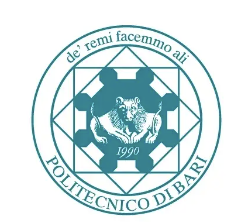 de' remi facemmo ali
1990
POLITECNICO DI BARI